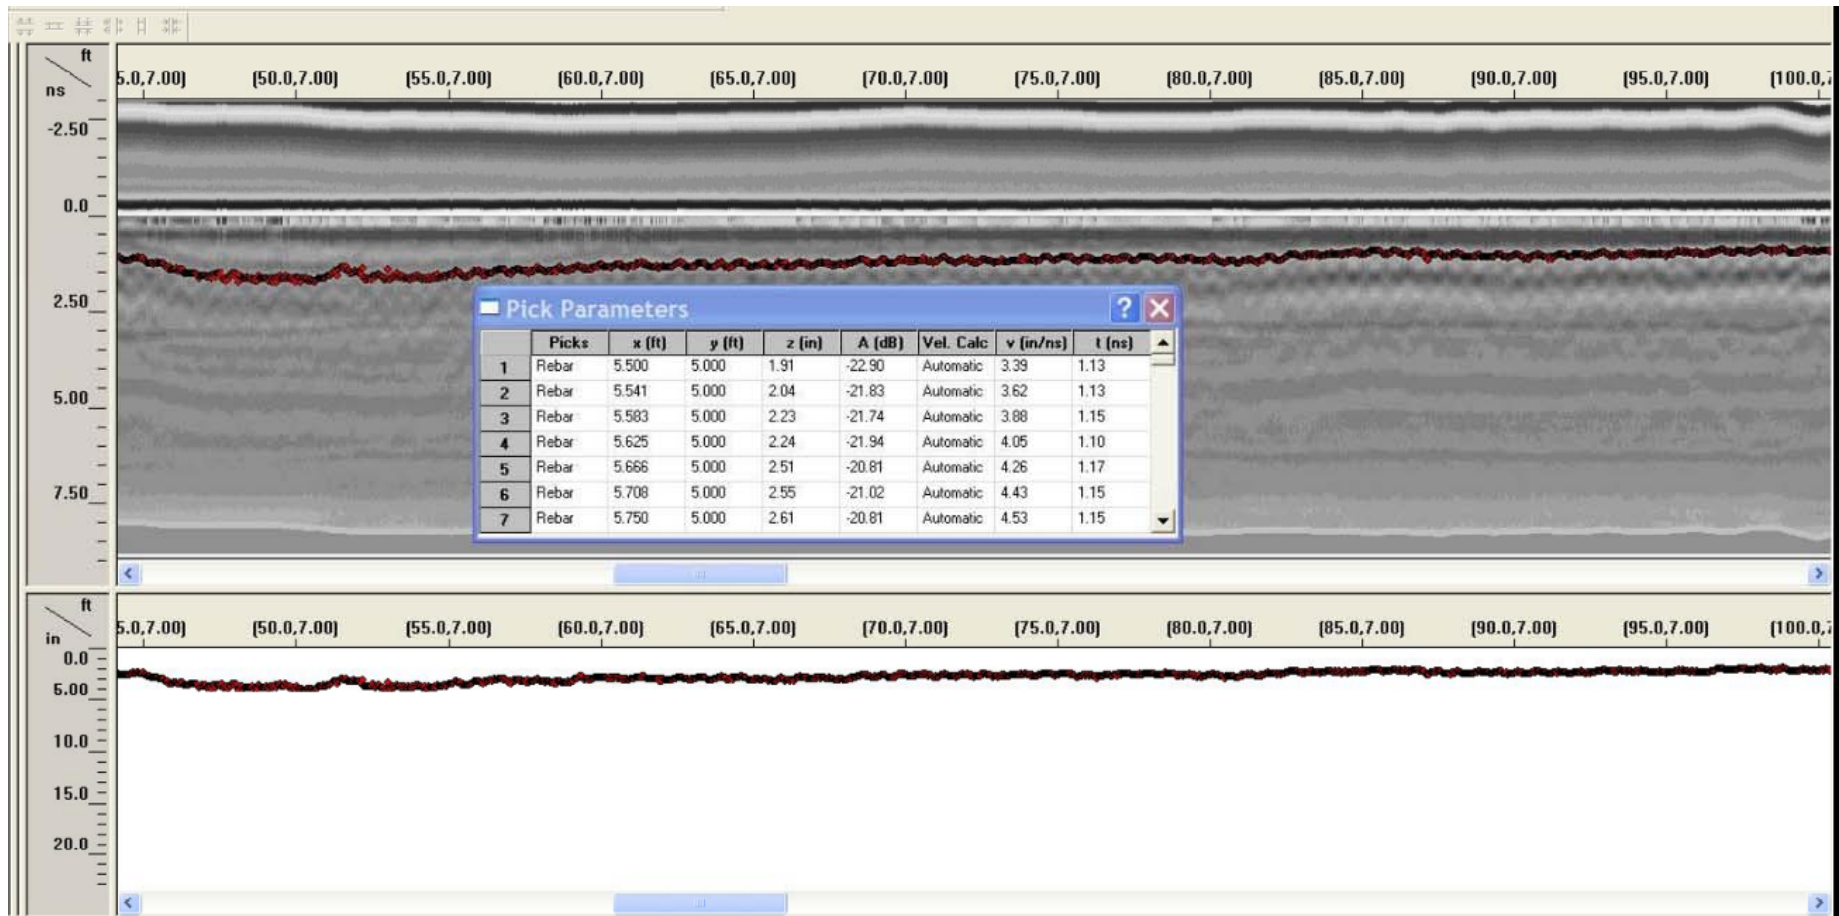 ft
ns
5.0,7.00) (50.0,7.00) (55.0,7.00) (60.0,7.00) (65.0,7.00) (70.0,7.00) (75.0,7.00) (80.0,7.00) (85.0,7.00) (90.0,7.00) (95.0,7.00) (100.0,
-2.50
0.0
2.50
5.00
7.50
Pick Parameters
Picks x (ft) y (ft) z (in) A (dB) Vel. Calc v (in/ns) t (ns)
1 Rebar 5.500 5.000 1.91 -22.90 Automatic 3.39 1.13
2 Rebar 5.541 5.000 2.04 -21.83 Automatic 3.62 1.13
3 Rebar 5.583 5.000 2.23 -21.74 Automatic 3.88 1.15
4 Rebar 5.625 5.000 2.24 -21.94 Automatic 4.05 1.10
5 Rebar 5.666 5.000 2.51 -20.81 Automatic 4.26 1.17
6 Rebar 5.708 5.000 2.55 -21.02 Automatic 4.43 1.15
7 Rebar 5.750 5.000 2.61 -20.81 Automatic 4.53 1.15
ft
in
5.0,7.00) (50.0,7.00) (55.0,7.00) (60.0,7.00) (65.0,7.00) (70.0,7.00) (75.0,7.00) (80.0,7.00) (85.0,7.00) (90.0,7.00) (95.0,7.00) (100.0,
0.0
5.00
10.0
15.0
20.0